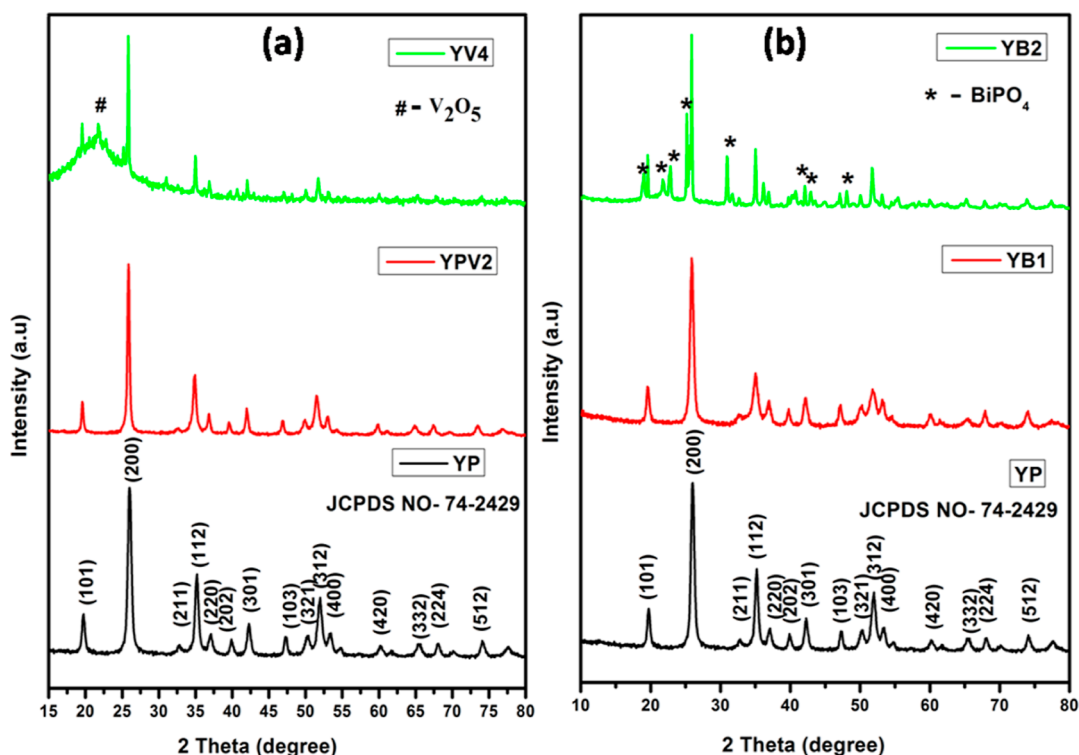 (a)
YV4
# - V₂O₅
#
YPV2
YP
JCPDS NO- 74-2429
(101)
(200)
(211)
(112)
(220)
(202)
(301)
(103)
(321)
(312)
(400)
(420)
(332)
(224)
(512)
Intensity (a.u)
15 20 25 30 35 40 45 50 55 60 65 70 75 80
2 Theta (degree)
(b)
YB2
* - BiPO₄
* * * * * * * *
YB1
YP
JCPDS NO- 74-2429
(101)
(200)
(211)
(112)
(220)
(202)
(301)
(103)
(321)
(312)
(400)
(420)
(332)
(224)
(512)
Intensity (a.u)
10 20 30 40 50 60 70 80
2 Theta (degree)